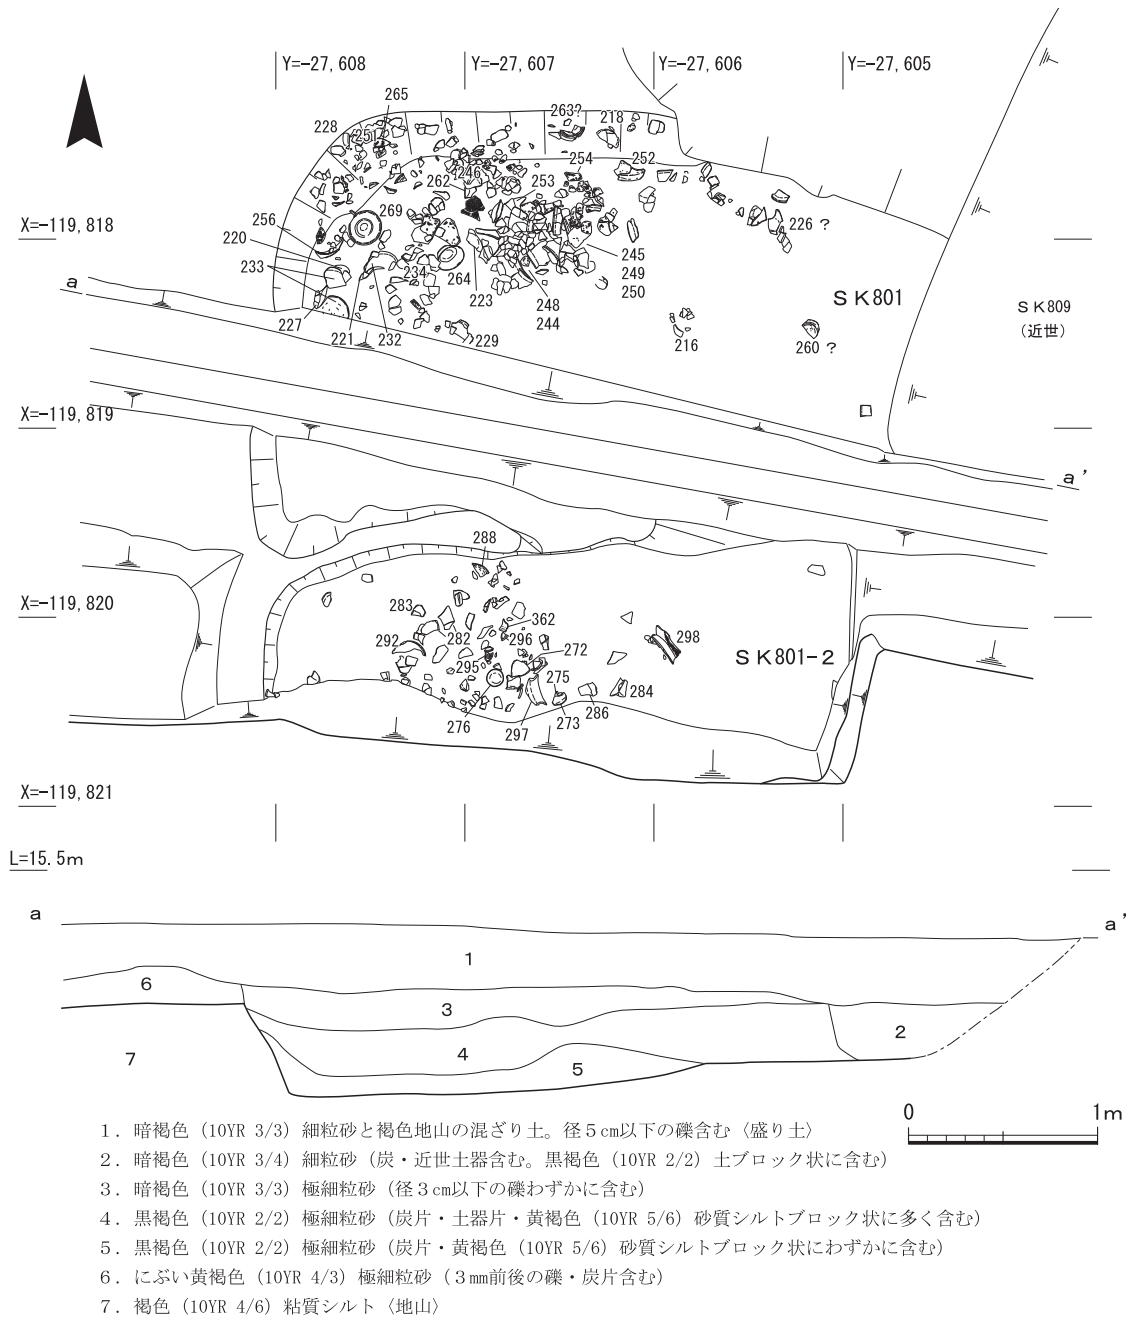 Y=-27,608
Y=-27,607
Y=-27,606
Y=-27,605
265
228
251
263?
218
254
252
246
262
253
X=-119,818
256
269
226 ?
220
245
233
234
264
249
a
223
250
SK801
SK809
（近世）
227
248
221
232
229
244
216
260 ?
X=-119,819
a’
288
X=-119,820
283
362
292
282
296
298
272
295
SK801-2
275
284
276
286
297
273
X=-119,821
L=15.5m
a
a’
1
6
3
2
7
4
5
0
1m
1．暗褐色（10YR 3/3）細粒砂と褐色地山の混ざり土。径５cm以下の礫含む〈盛り土〉
2．暗褐色（10YR 3/4）細粒砂（炭・近世土器含む。黒褐色（10YR 2/2）土ブロック状に含む）
3．暗褐色（10YR 3/3）極細粒砂（径３cm以下の礫わずかに含む）
4．黒褐色（10YR 2/2）極細粒砂（炭片・土器片・黄褐色（10YR 5/6）砂質シルトブロック状に多く含む）
5．黒褐色（10YR 2/2）極細粒砂（炭片・黄褐色（10YR 5/6）砂質シルトブロック状にわずかに含む）
6．にぶい黄褐色（10YR 4/3）極細粒砂（３mm前後の礫・炭片含む）
7．褐色（10YR 4/6）粘質シルト〈地山〉